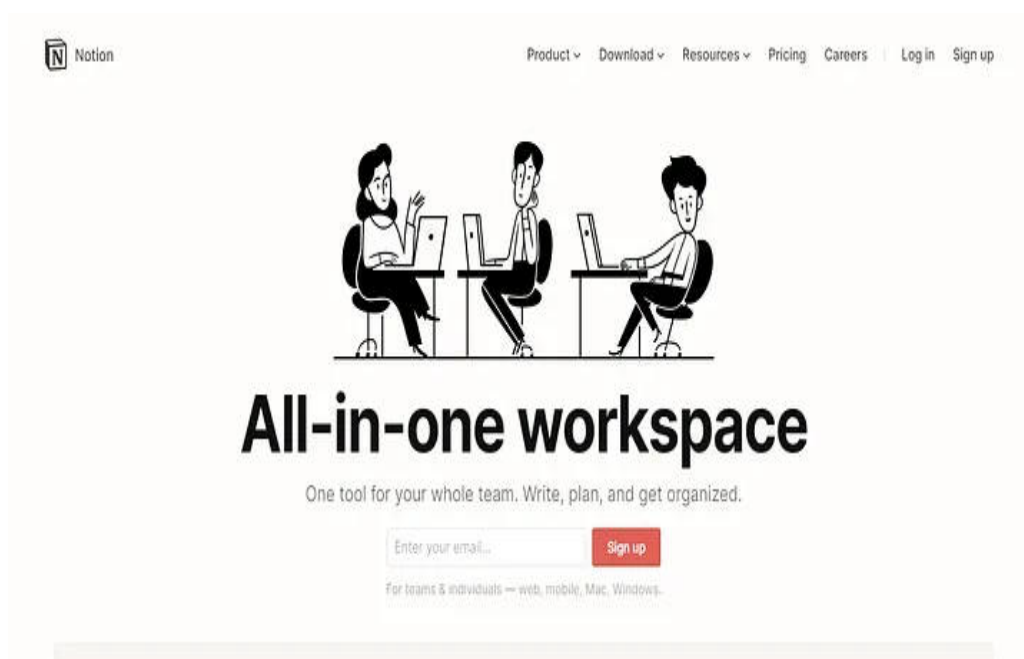 Notion
Product Download Resources Pricing Careers Log in Sign up
All-in-one workspace
One tool for your whole team. Write, plan, and get organized.
Enter your email... Sign up
For teams & individuals — web, mobile, Mac, Windows.